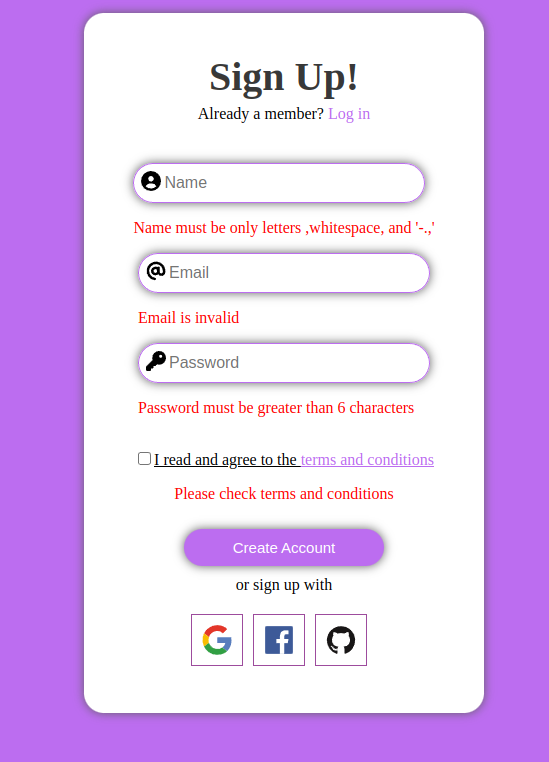 Sign Up!
Already a member? Log in
Name
Name must be only letters ,whitespace, and '-.,'
Email
Email is invalid
Password
Password must be greater than 6 characters
I read and agree to the terms and conditions
Please check terms and conditions
Create Account
or sign up with